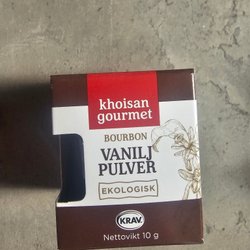 khoisan
gourmet
BOURBON
VANILJ
PULVER
EKOLOGISK
KRAV
Nettovikt 10 g